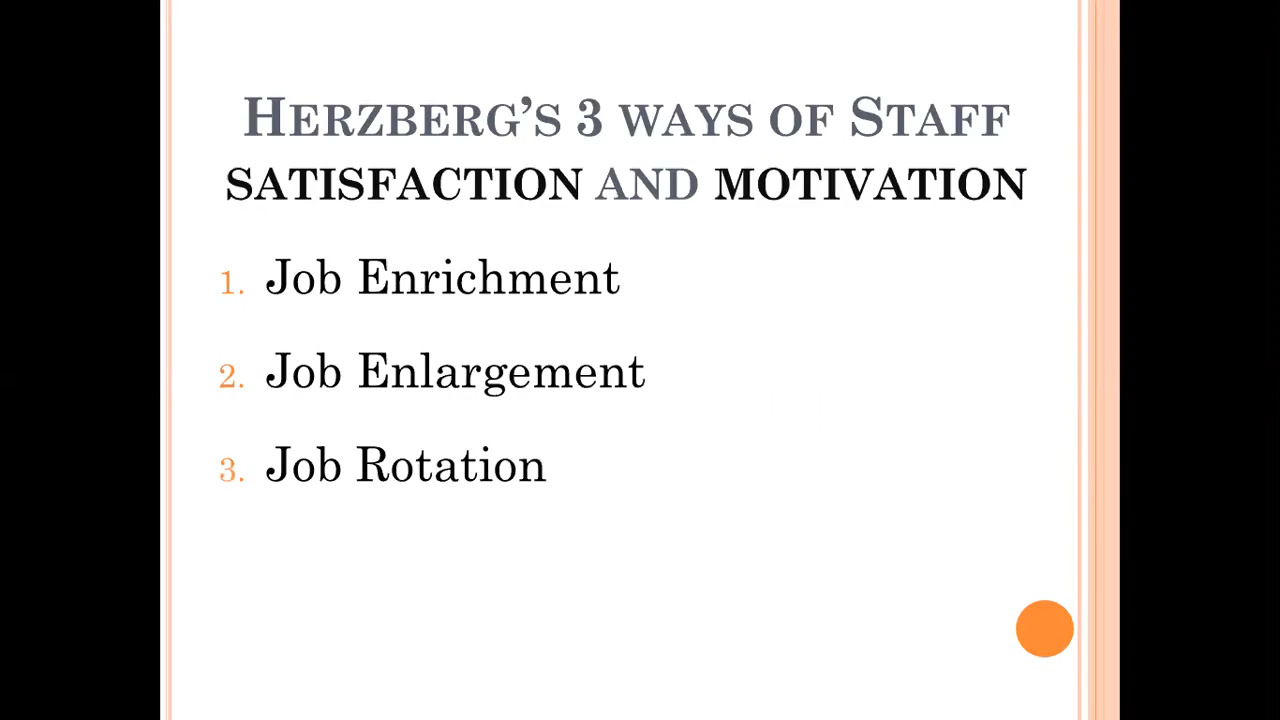 Herzberg’s 3 ways of Staff
satisfaction and motivation
1. Job Enrichment
2. Job Enlargement
3. Job Rotation